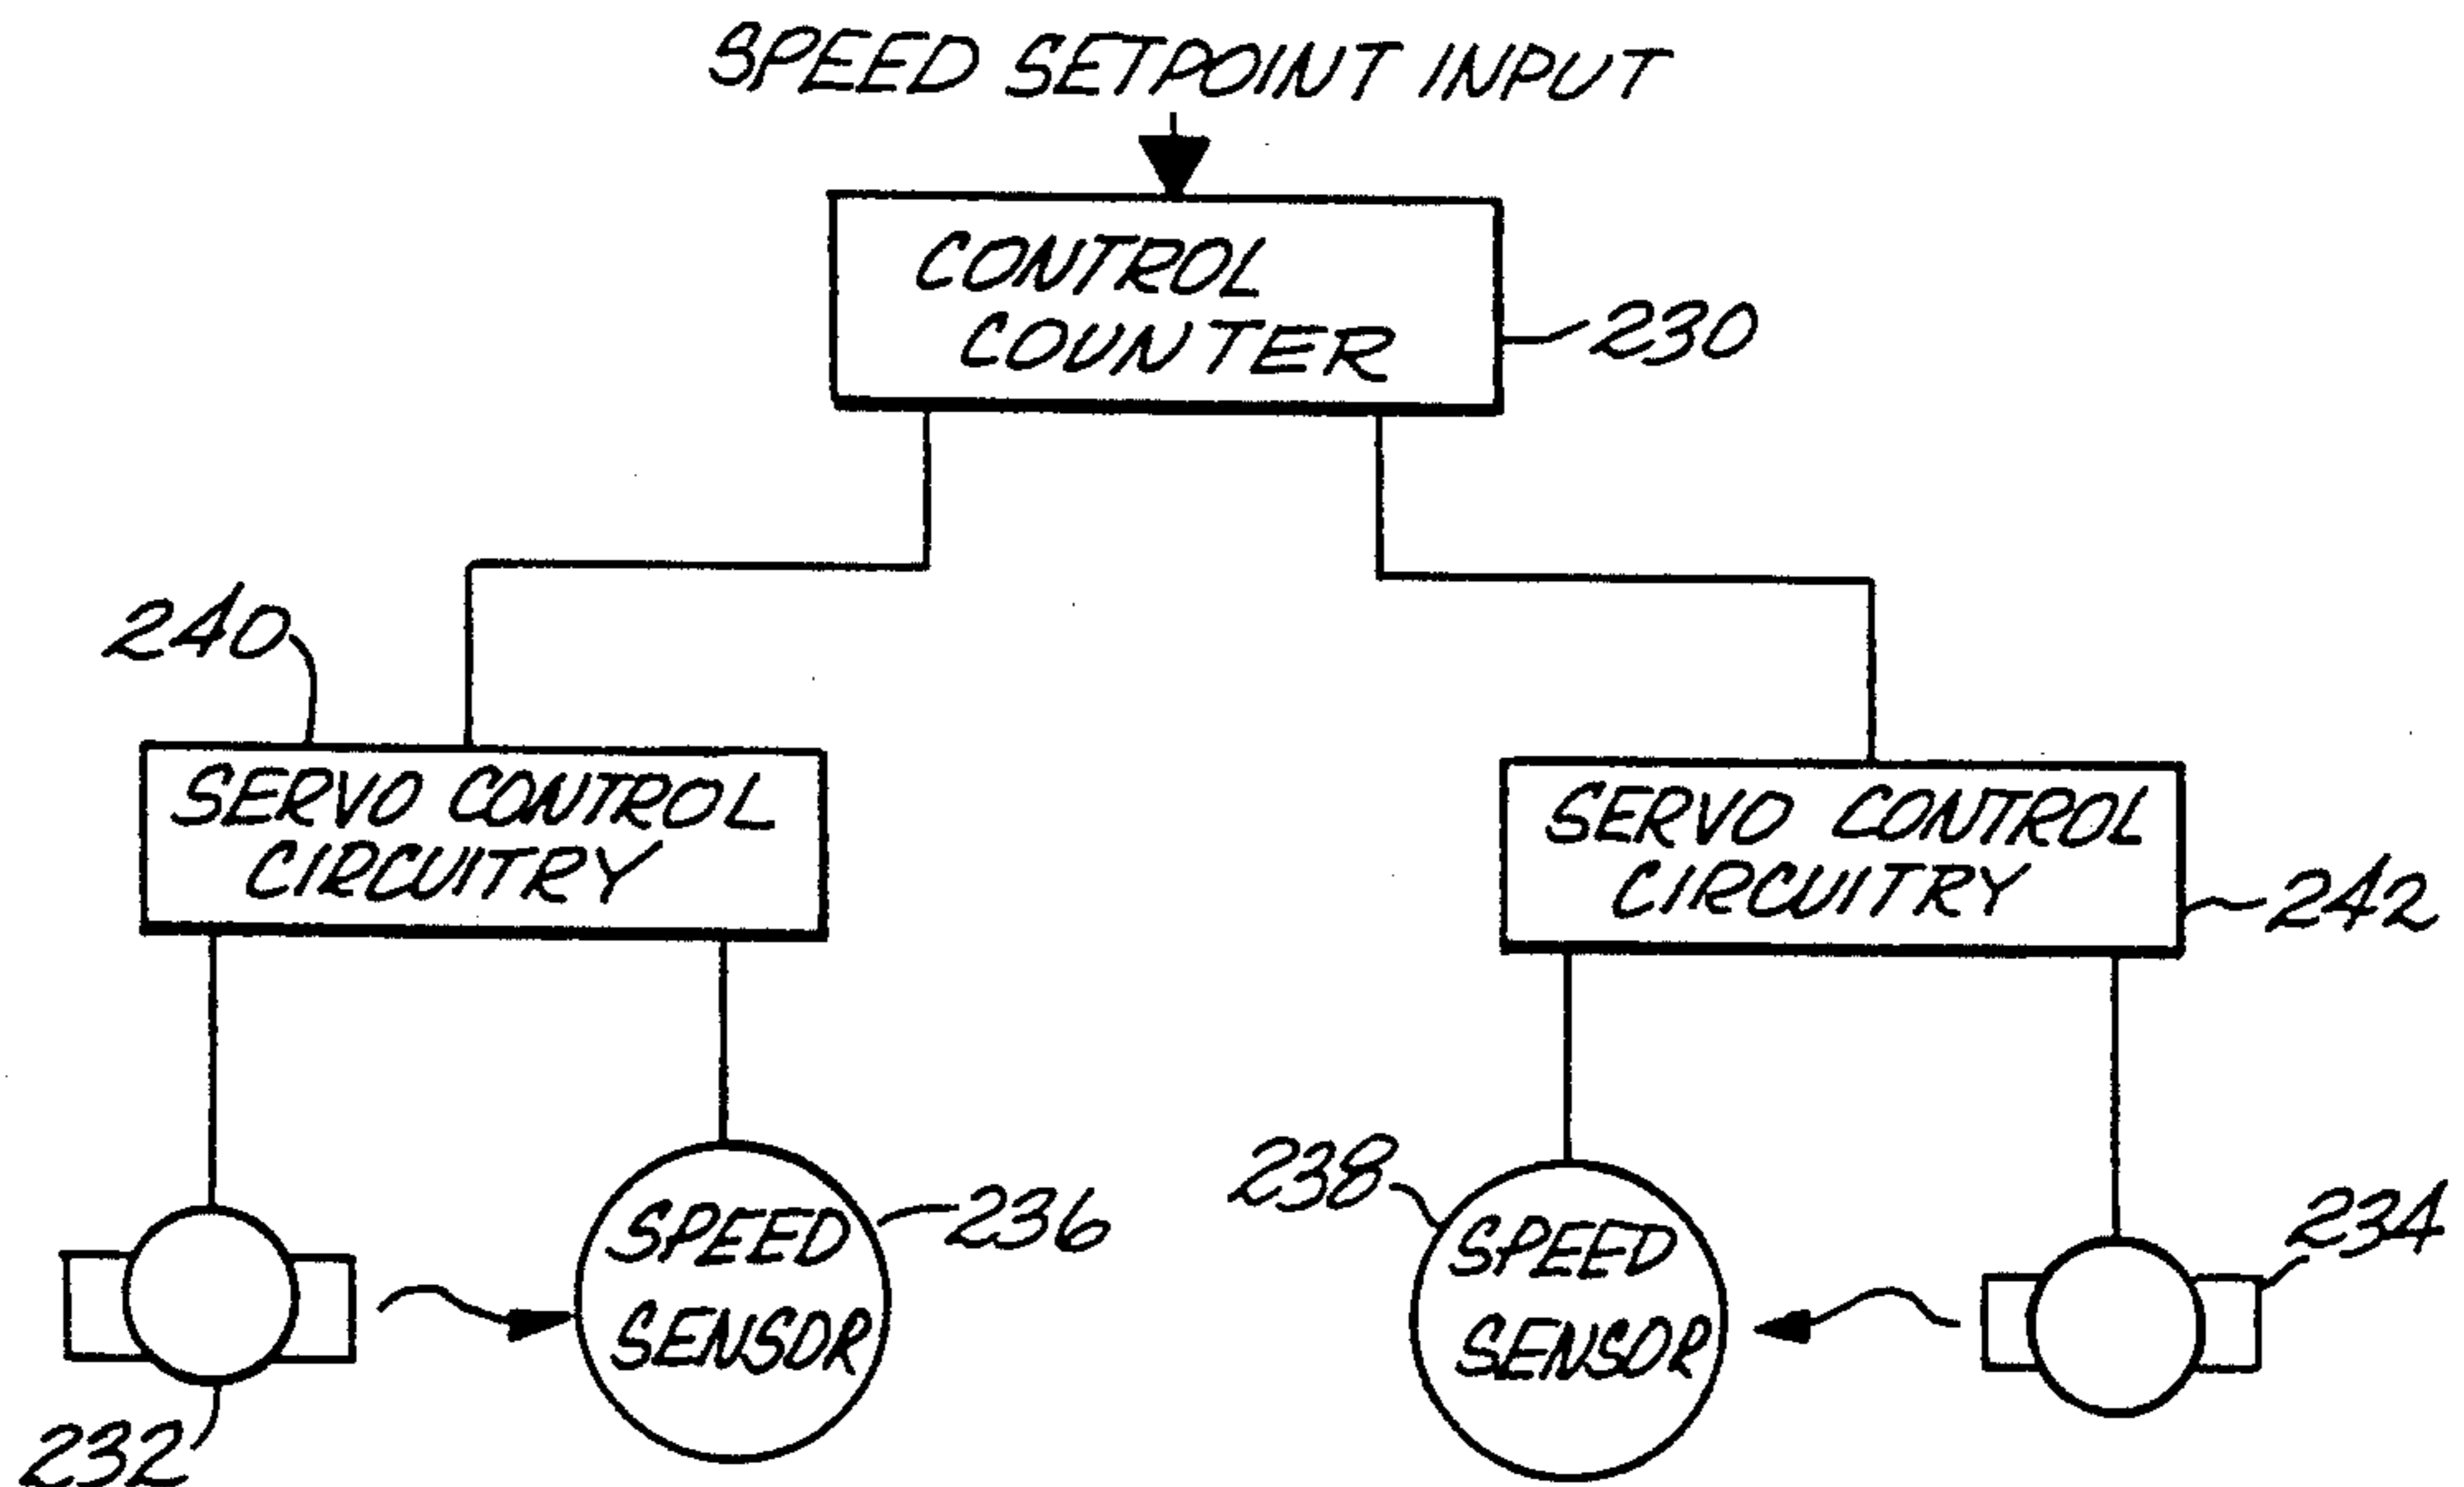 SPEED SETPOINT INPUT
CONTROL
COUNTER
230
240
SERVO CONTROL
CIRCUITRY
SERVO CONTROL
CIRCUITRY
242
SPEED
SENSOR
236
238
SPEED
SENSOR
234
232